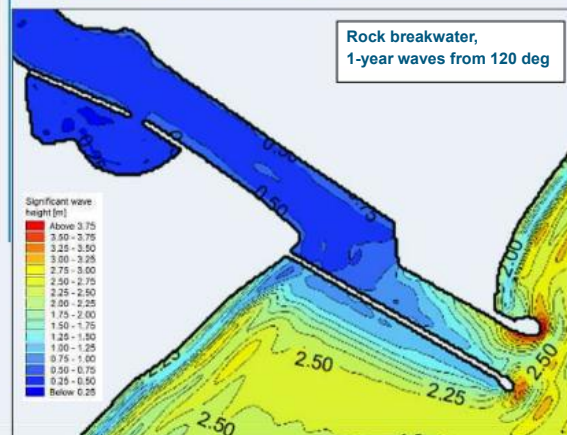 Rock breakwater,
1-year waves from 120 deg
0.50
0.50
2.00
2.50
2.50
2.25
2.50
Significant wave
height [m]
Above 3.75
3.50 - 3.75
3.25 - 3.50
3.00 - 3.25
2.75 - 3.00
2.50 - 2.75
2.25 - 2.50
2.00 - 2.25
1.75 - 2.00
1.50 - 1.75
1.25 - 1.50
1.00 - 1.25
0.75 - 1.00
0.50 - 0.75
0.25 - 0.50
Below 0.25